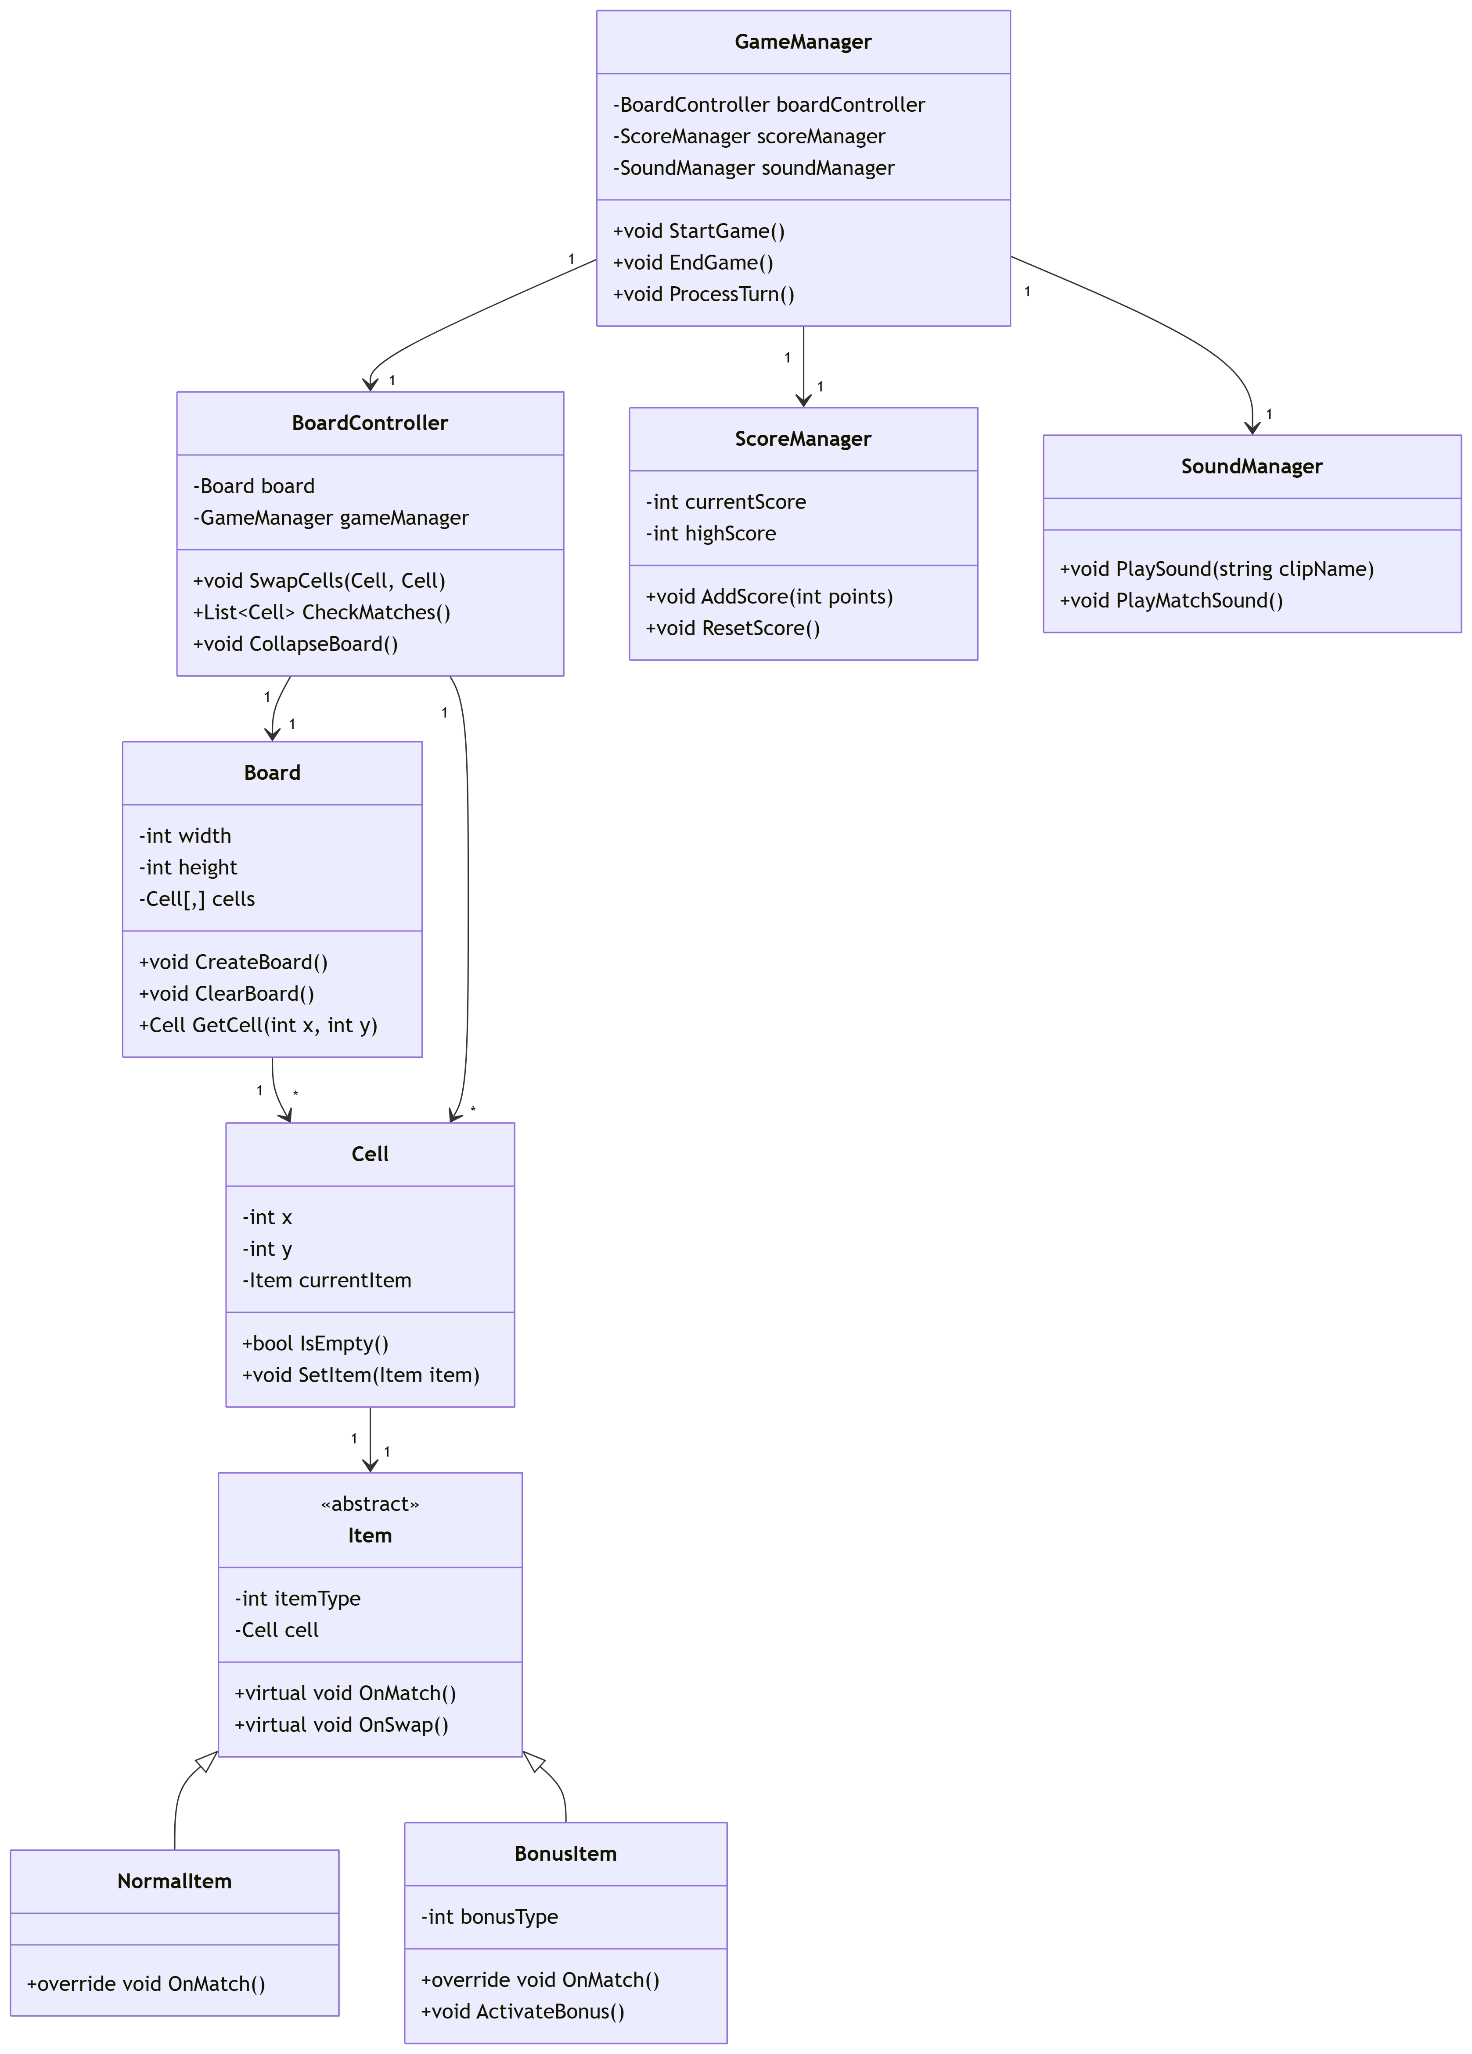 GameManager
-BoardController boardController
-ScoreManager scoreManager
-SoundManager soundManager
+void StartGame()
+void EndGame()
+void ProcessTurn()
1
1
1
1
1
1
BoardController
-Board board
-GameManager gameManager
+void SwapCells(Cell, Cell)
+List<Cell> CheckMatches()
+void CollapseBoard()
ScoreManager
-int currentScore
-int highScore
+void AddScore(int points)
+void ResetScore()
SoundManager
+void PlaySound(string clipName)
+void PlayMatchSound()
1
1
1
Board
-int width
-int height
-Cell[,] cells
+void CreateBoard()
+void ClearBoard()
+Cell GetCell(int x, int y)
1
*
*
Cell
-int x
-int y
-Item currentItem
+bool IsEmpty()
+void SetItem(Item item)
1
1
«abstract»
Item
-int itemType
-Cell cell
+virtual void OnMatch()
+virtual void OnSwap()
NormalItem
+override void OnMatch()
BonusItem
-int bonusType
+override void OnMatch()
+void ActivateBonus()